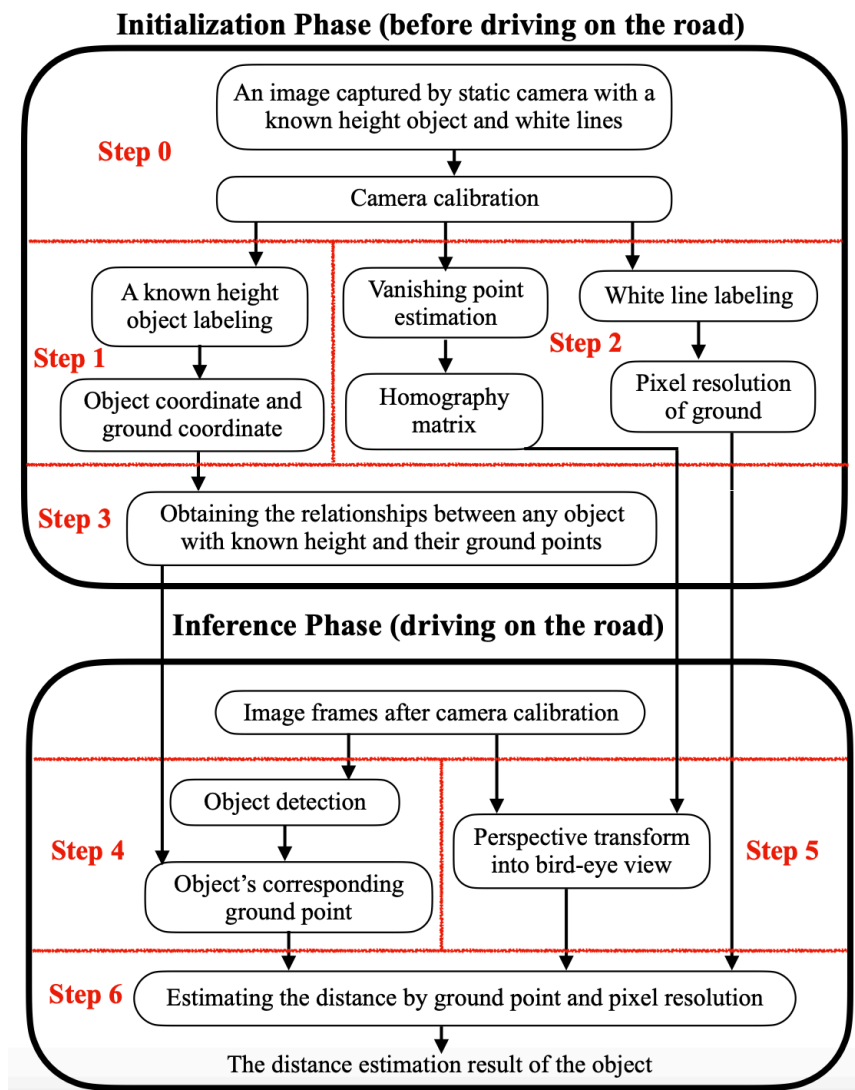 Initialization Phase (before driving on the road)
An image captured by static camera with a
known height object and white lines
Step 0
Camera calibration
A known height
object labeling
Vanishing point
estimation
White line labeling
Step 1
Step 2
Object coordinate and
ground coordinate
Homography
matrix
Pixel resolution
of ground
Step 3
Obtaining the relationships between any object
with known height and their ground points
Inference Phase (driving on the road)
Image frames after camera calibration
Object detection
Perspective transform
into bird-eye view
Step 4
Step 5
Object’s corresponding
ground point
Step 6
Estimating the distance by ground point and pixel resolution
The distance estimation result of the object